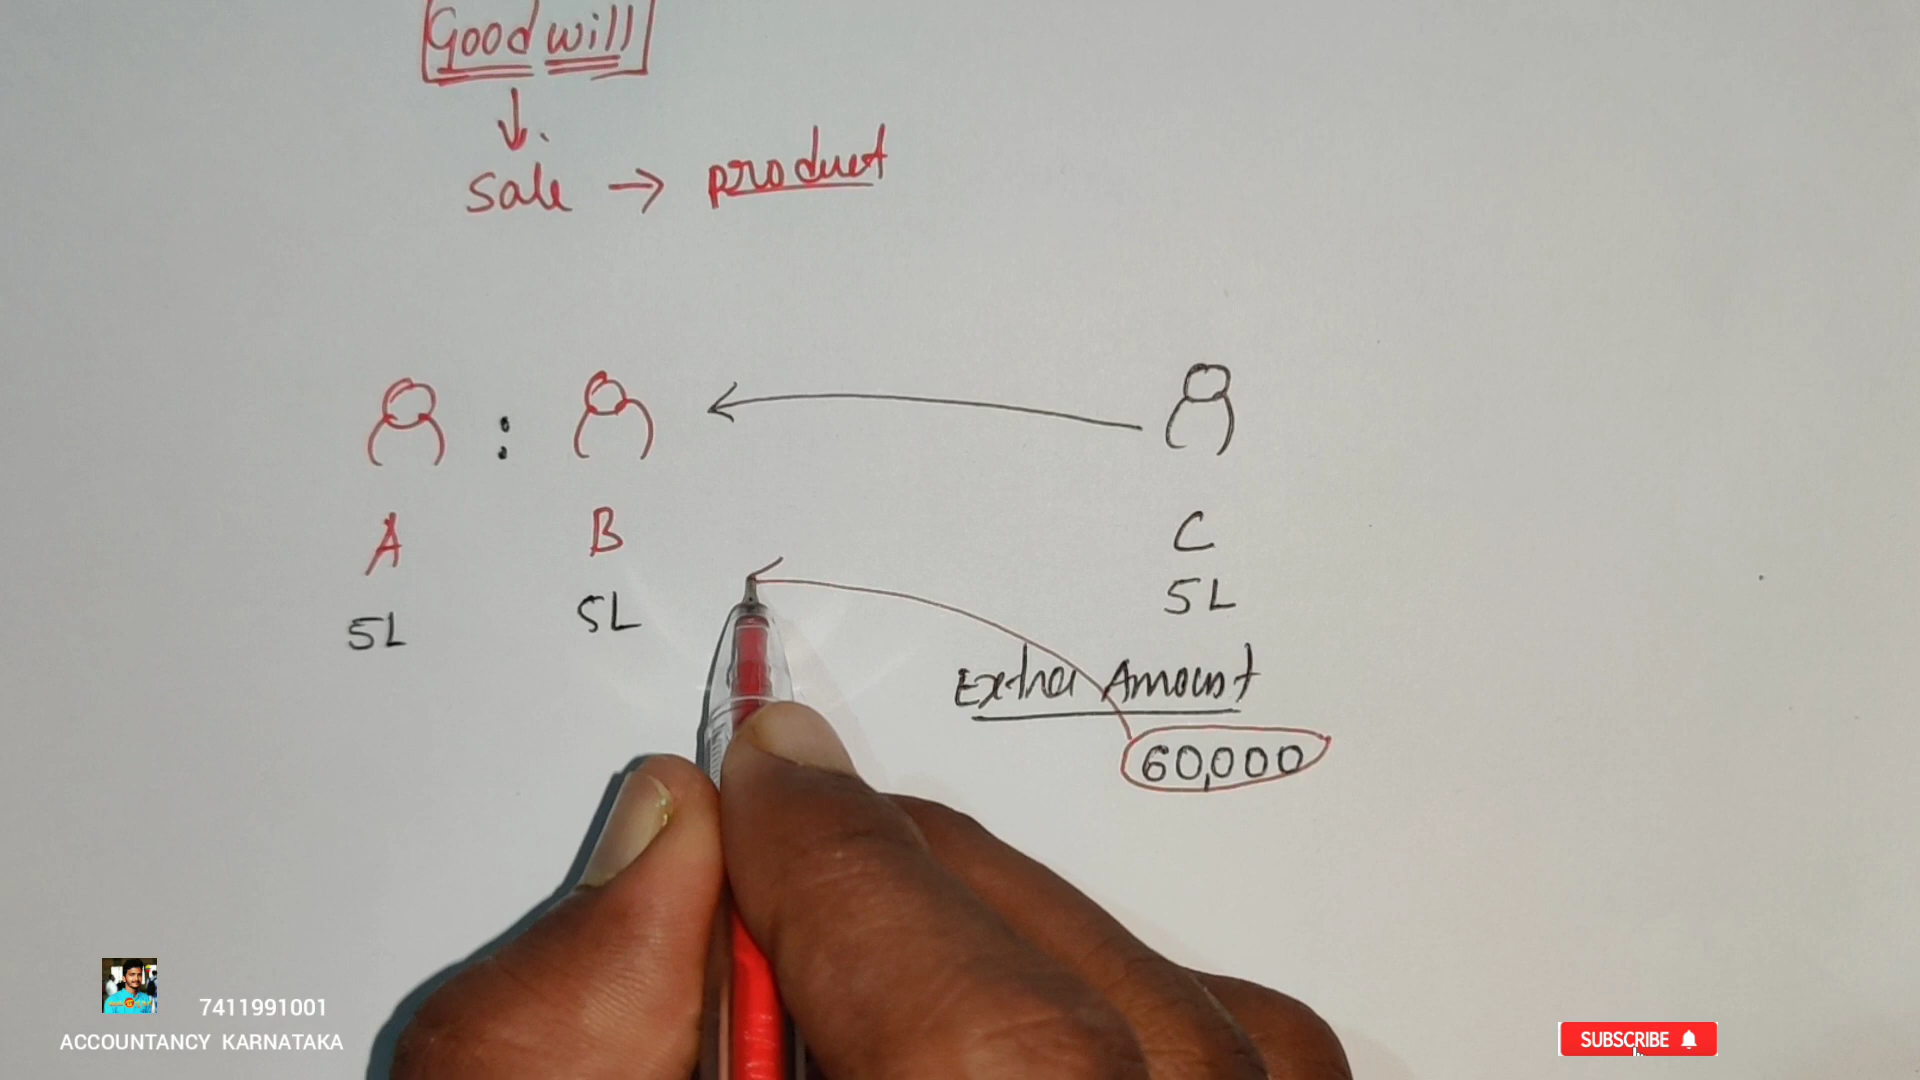 Goodwill
sale → product
:
A B C
5L 5L 5L
Extra Amount
60,000
7411991001
ACCOUNTANCY KARNATAKA
SUBSCRIBE